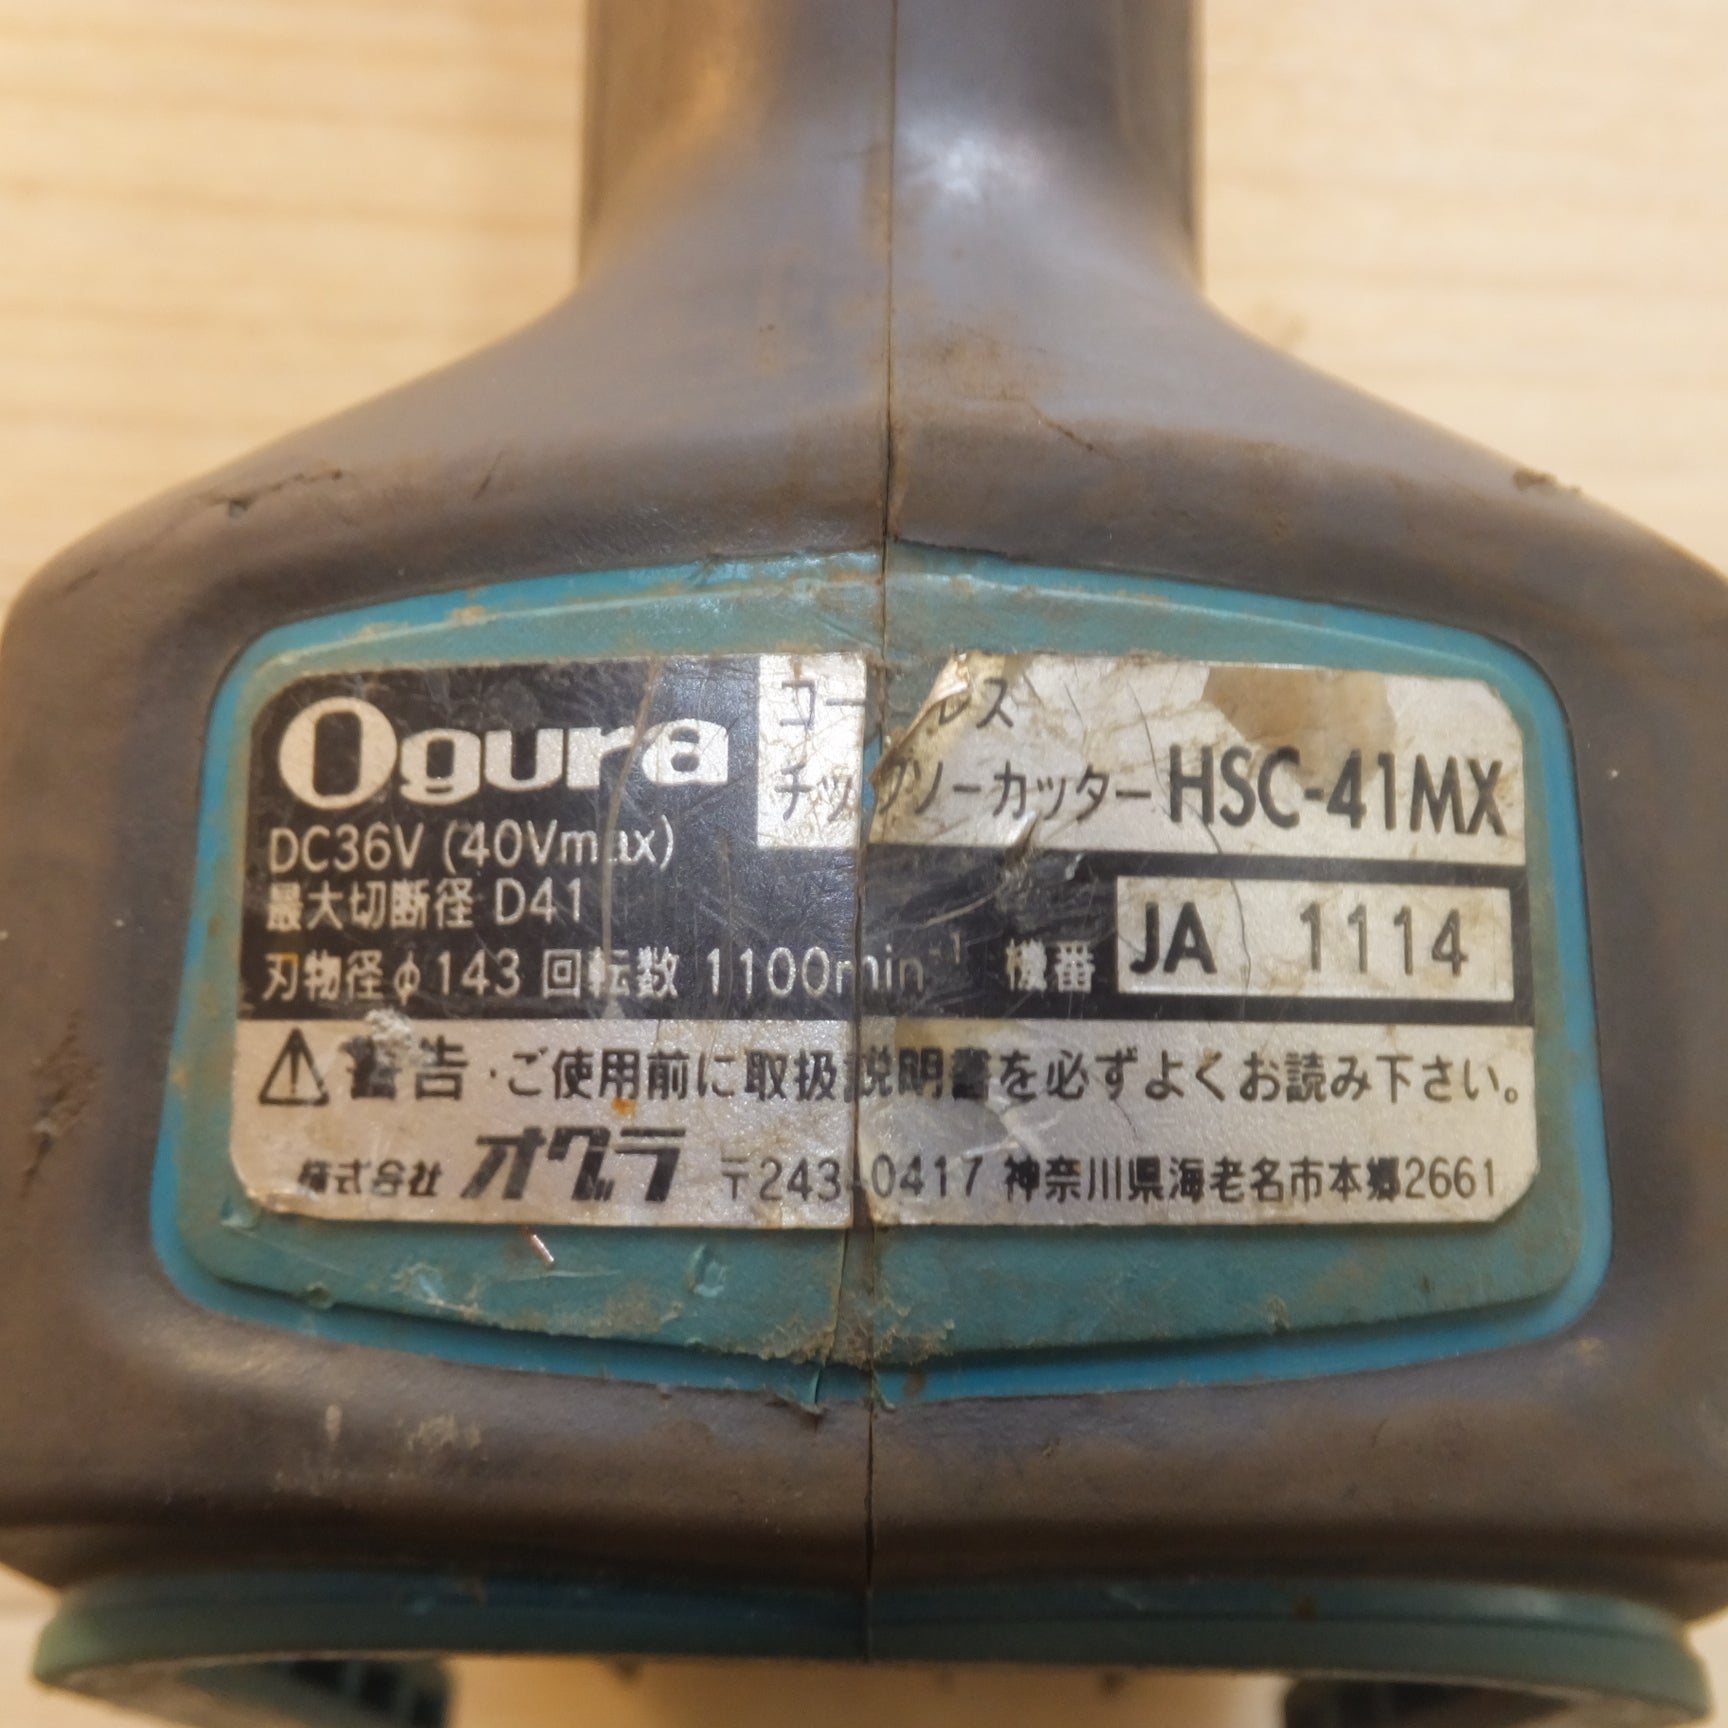 Ogura
コードレス
チップソーカッター HSC-41MX
DC36V (40Vmax)
最大切断径 D41
刃物径φ143 回転数 1100min⁻¹ 機番 JA 1114
⚠警告・ご使用前に取扱説明書を必ずよくお読み下さい。
株式会社 オグラ 〒243-0417 神奈川県海老名市本郷2661